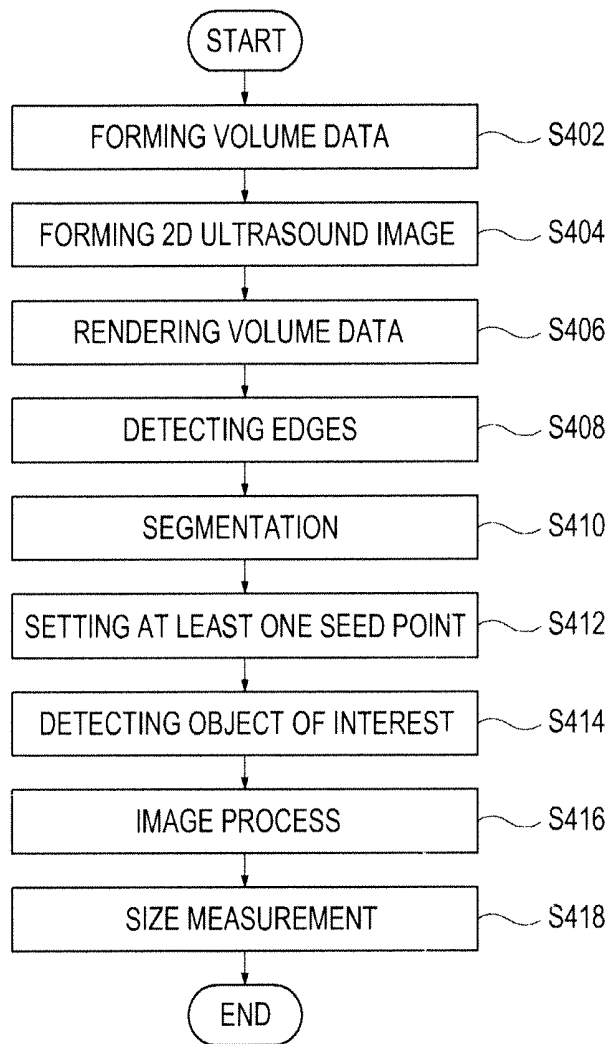 START
FORMING VOLUME DATA S402
FORMING 2D ULTRASOUND IMAGE S404
RENDERING VOLUME DATA S406
DETECTING EDGES S408
SEGMENTATION S410
SETTING AT LEAST ONE SEED POINT S412
DETECTING OBJECT OF INTEREST S414
IMAGE PROCESS S416
SIZE MEASUREMENT S418
END